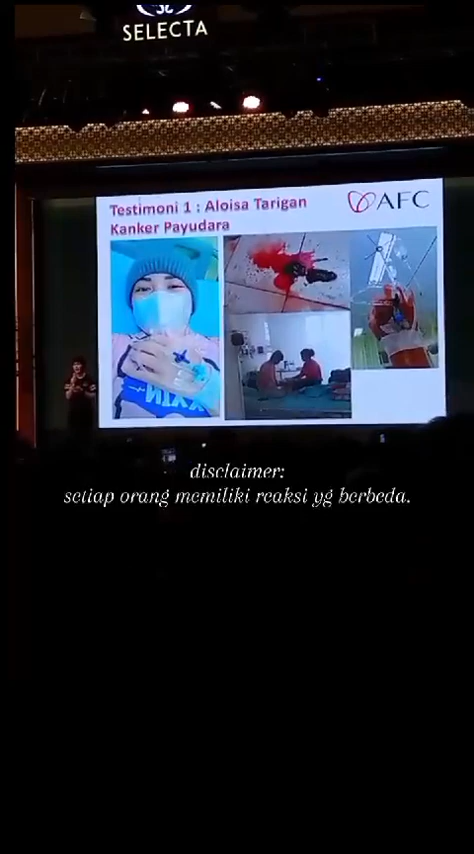 SELECTA
Testimoni 1 : Aloisa Tarigan
AFC
Kanker Payudara
disclaimer:
setiap orang memiliki reaksi yg berbeda.